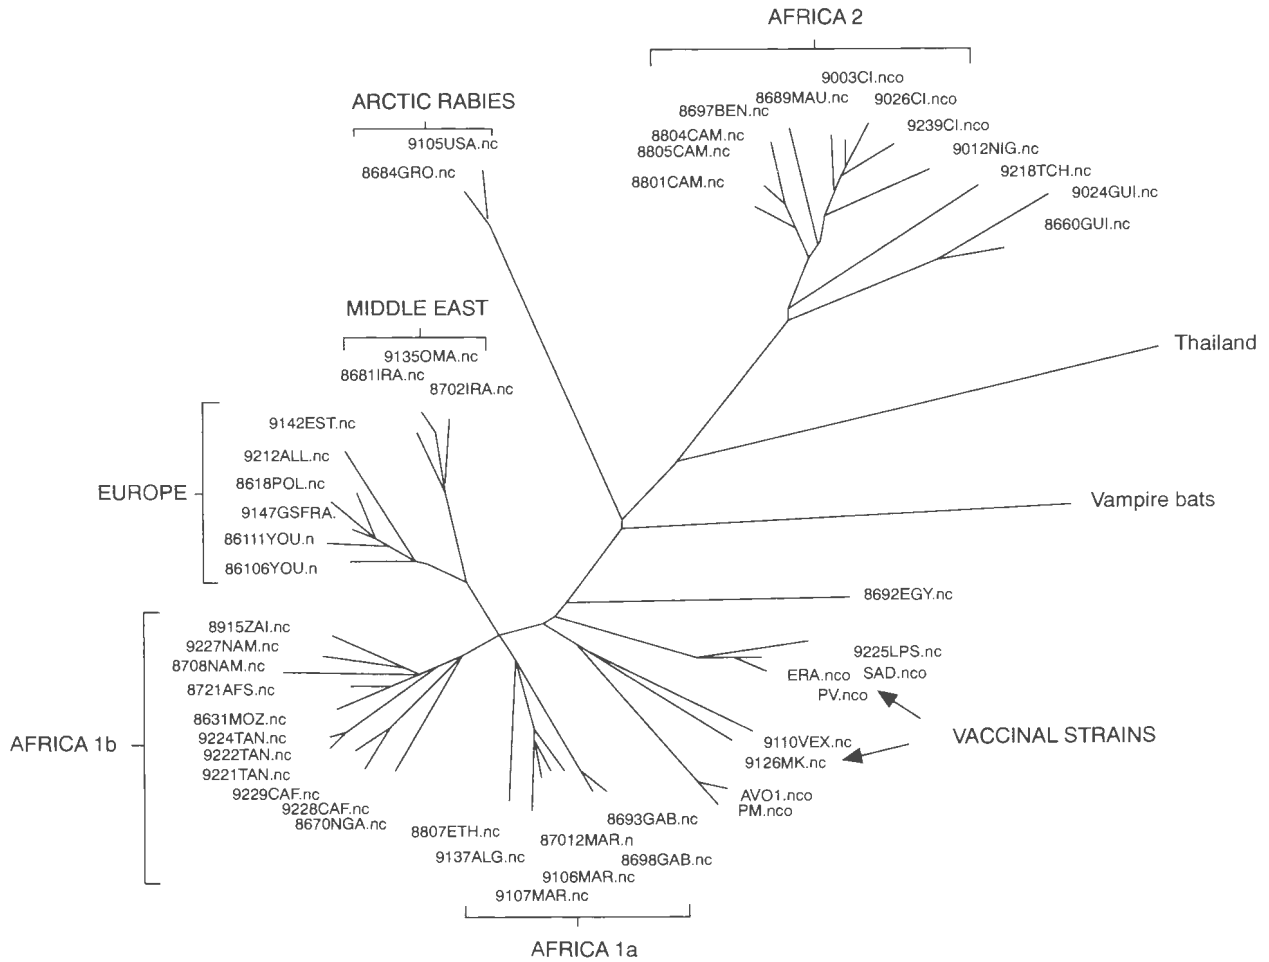 AFRICA 2
9003CI.nco
8689MAU.nc
9026CI.nco
8697BEN.nc
9239CI.nco
8804CAM.nc
8805CAM.nc
9012NIG.nc
9218TCH.nc
8801CAM.nc
9024GUI.nc
8660GUI.nc
ARCTIC RABIES
9105USA.nc
8684GRO.nc
MIDDLE EAST
9135OMA.nc
8681IRA.nc
8702IRA.nc
Thailand
EUROPE
9142EST.nc
9212ALL.nc
8618POL.nc
9147GSFRA.
86111YOU.n
86106YOU.n
Vampire bats
8692EGY.nc
9225LPS.nc
ERA.nco
SAD.nco
PV.nco
VACCINAL STRAINS
9110VEX.nc
9126MK.nc
AVO1.nco
PM.nco
AFRICA 1b
8915ZAI.nc
9227NAM.nc
8708NAM.nc
8721AFS.nc
8631MOZ.nc
9224TAN.nc
9222TAN.nc
9221TAN.nc
9229CAF.nc
9228CAF.nc
8670NGA.nc
8807ETH.nc
9137ALG.nc
8693GAB.nc
87012MAR.n
8698GAB.nc
9106MAR.nc
9107MAR.nc
AFRICA 1a